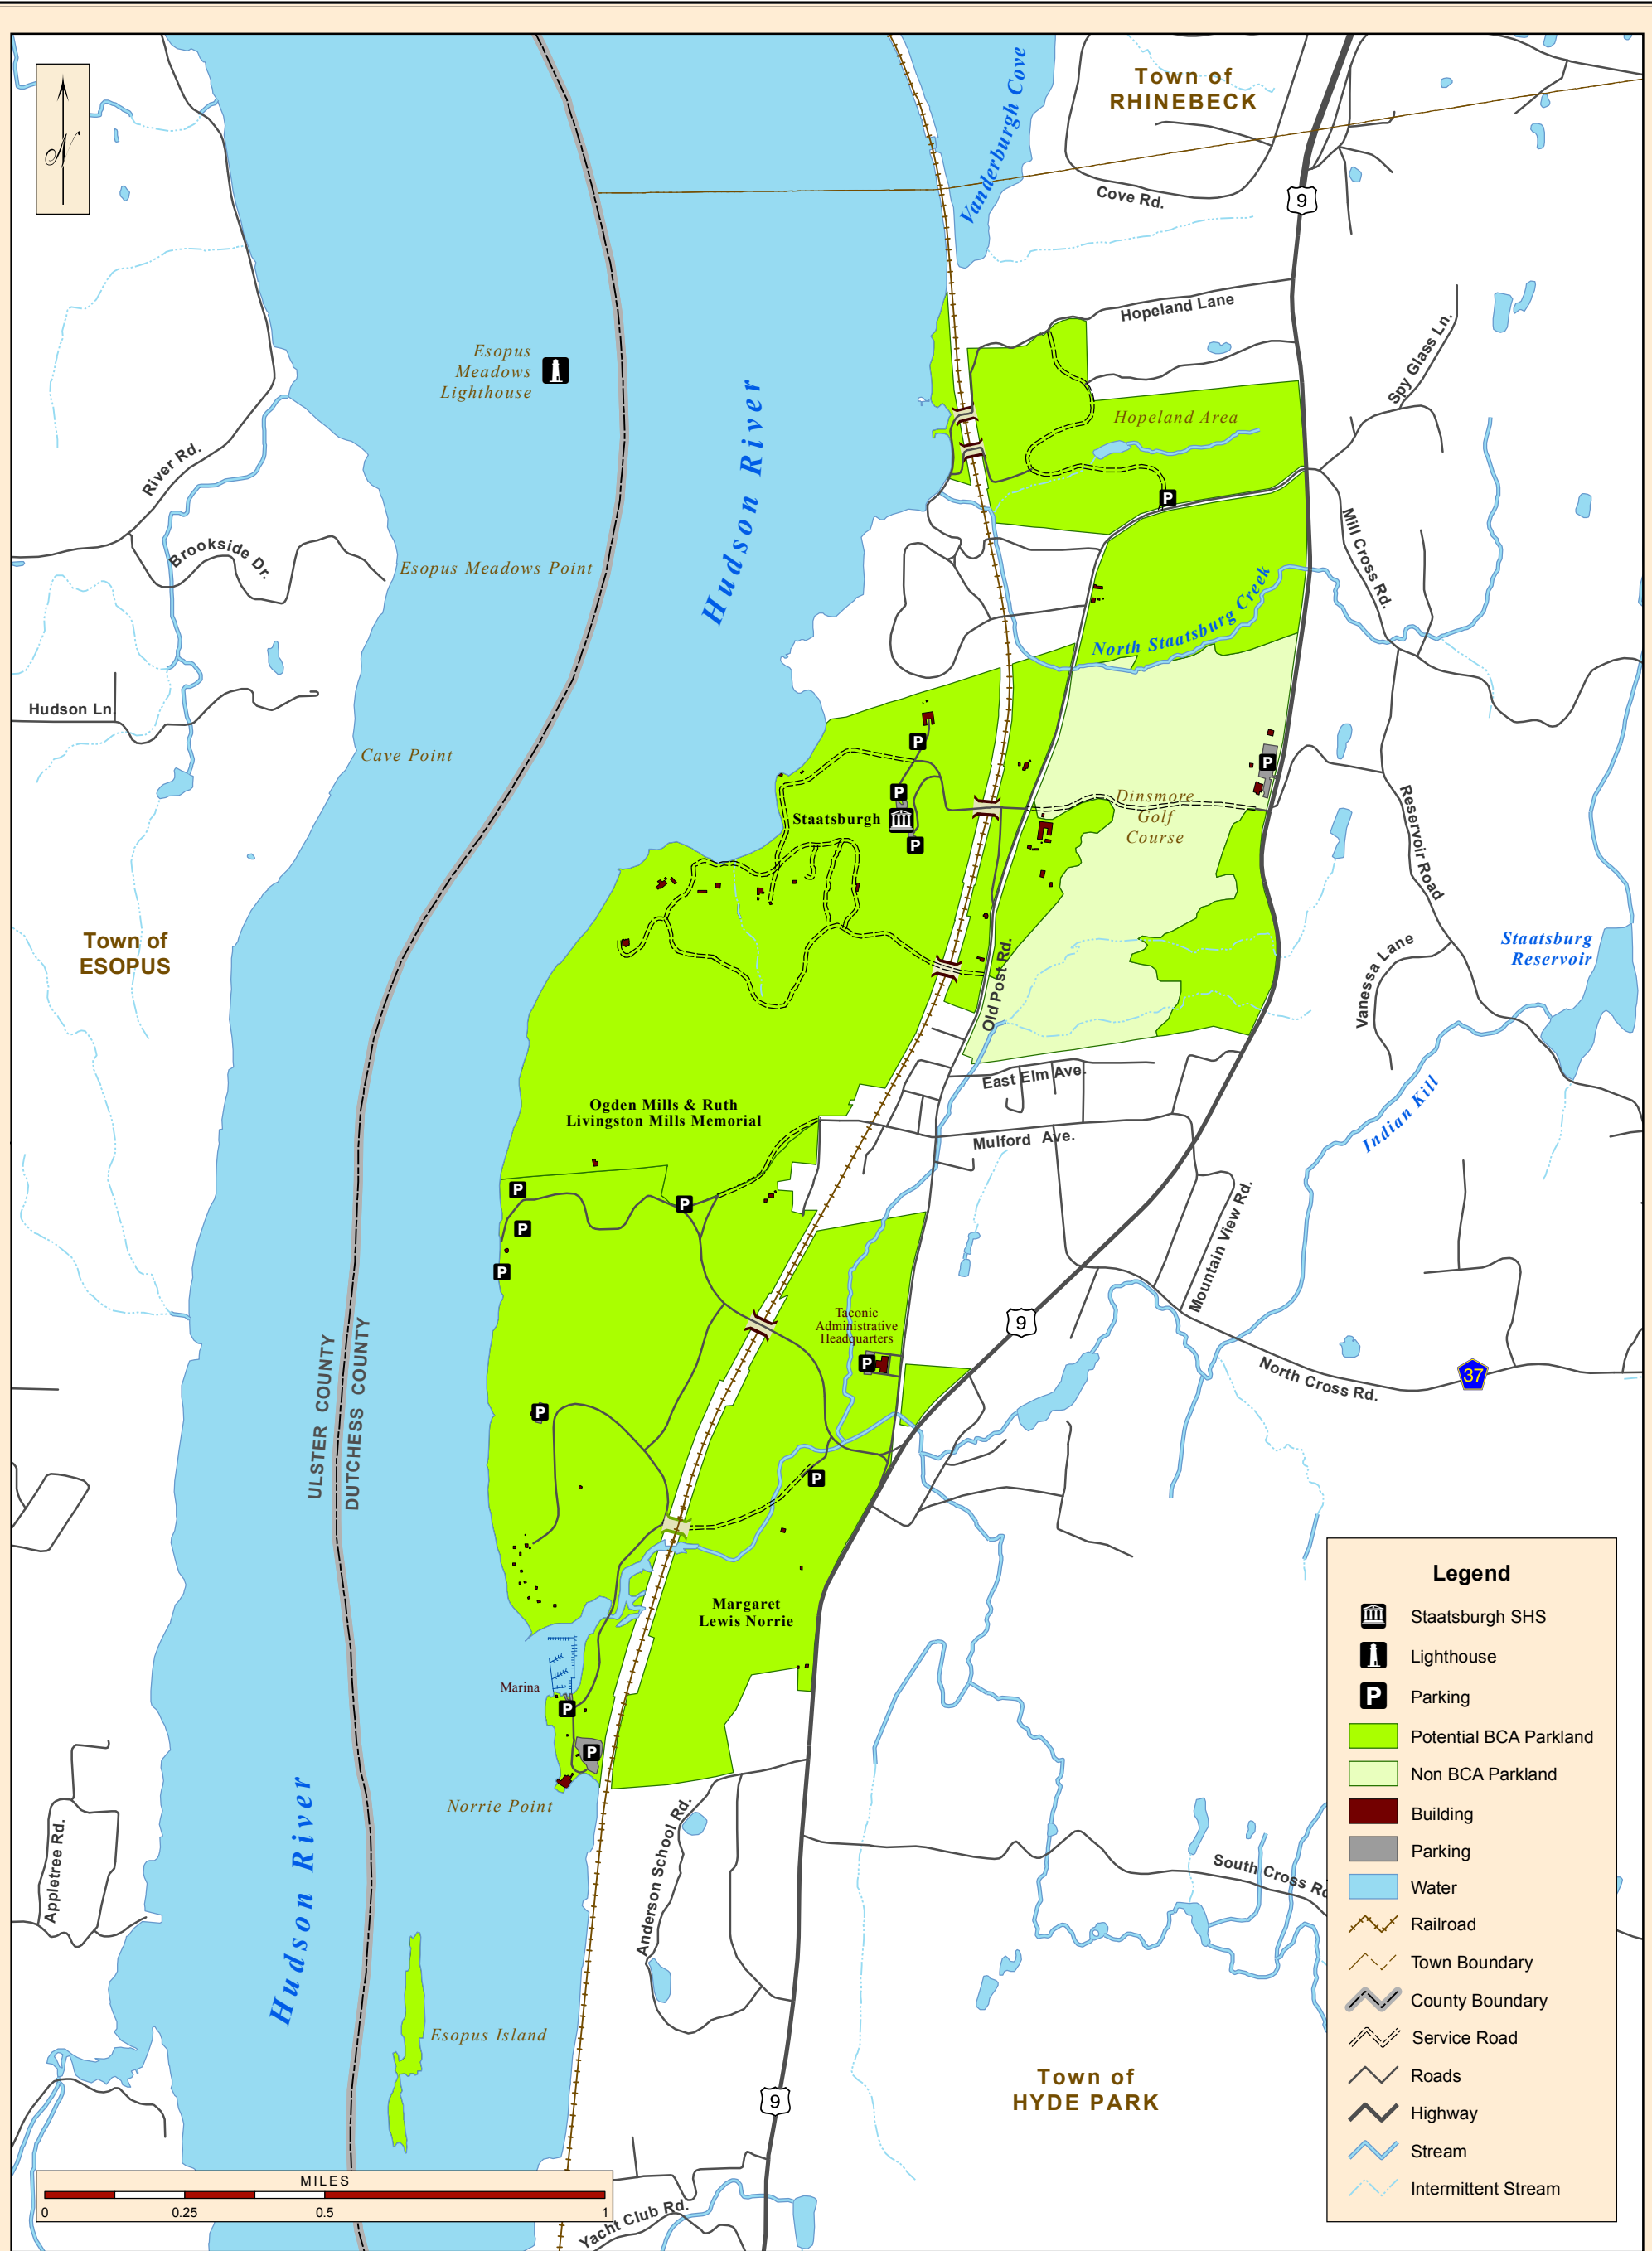 N
Vanderburgh Cove
Town of
RHINEBECK
Cove Rd.
9
Hopeland Lane
Spy Glass Ln.
Esopus
Meadows
Lighthouse
Hudson River
Hopeland Area
River Rd.
P
Brookside Dr.
Mill Cross Rd.
Esopus Meadows Point
North Staatsburg Creek
Hudson Ln.
Cave Point
P
P
P
Dinsmore
Golf
Course
Staatsburgh
P
Reservoir Road
Town of
ESOPUS
Old Post Rd.
Vanessa Lane
Staatsburg
Reservoir
East Elm Ave.
Indian Kill
Ogden Mills & Ruth
Livingston Mills Memorial
Mulford Ave.
P
P
P
P
Mountain View Rd.
Taconic
Administrative
Headquarters
P
9
ULSTER COUNTY
DUTCHESS COUNTY
North Cross Rd.
37
P
P
Margaret
Lewis Norrie
Marina
P
P
Norrie Point
Hudson River
Appletree Rd.
Anderson School Rd.
South Cross Rd
Esopus Island
Town of
HYDE PARK
9
Yacht Club Rd.
MILES
0 0.25 0.5 1
Legend
Staatsburgh SHS
Lighthouse
P Parking
Potential BCA Parkland
Non BCA Parkland
Building
Parking
Water
Railroad
Town Boundary
County Boundary
Service Road
Roads
Highway
Stream
Intermittent Stream